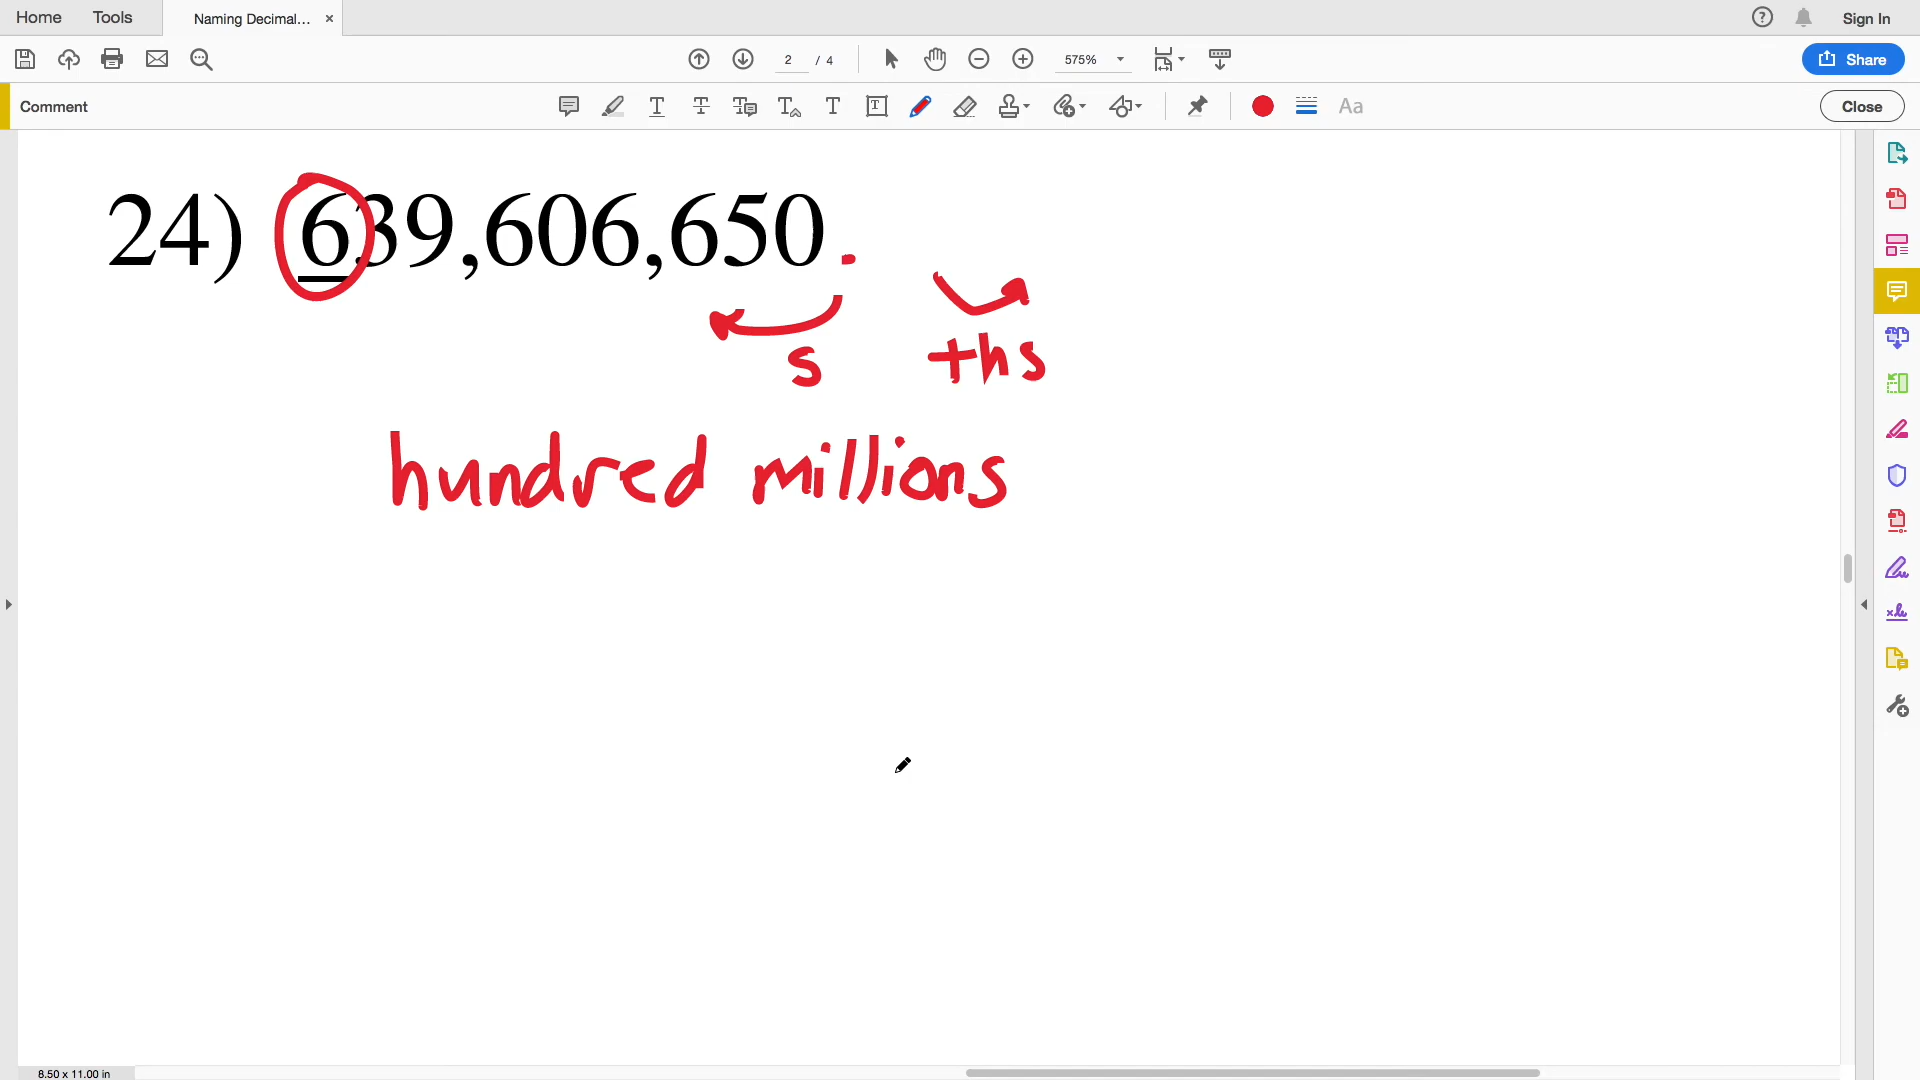 Home Tools Naming Decimal... × Sign In
2 / 4 575% Share
Comment Aa Close
24) 639,606,650.
s ths
hundred millions
8.50 x 11.00 in